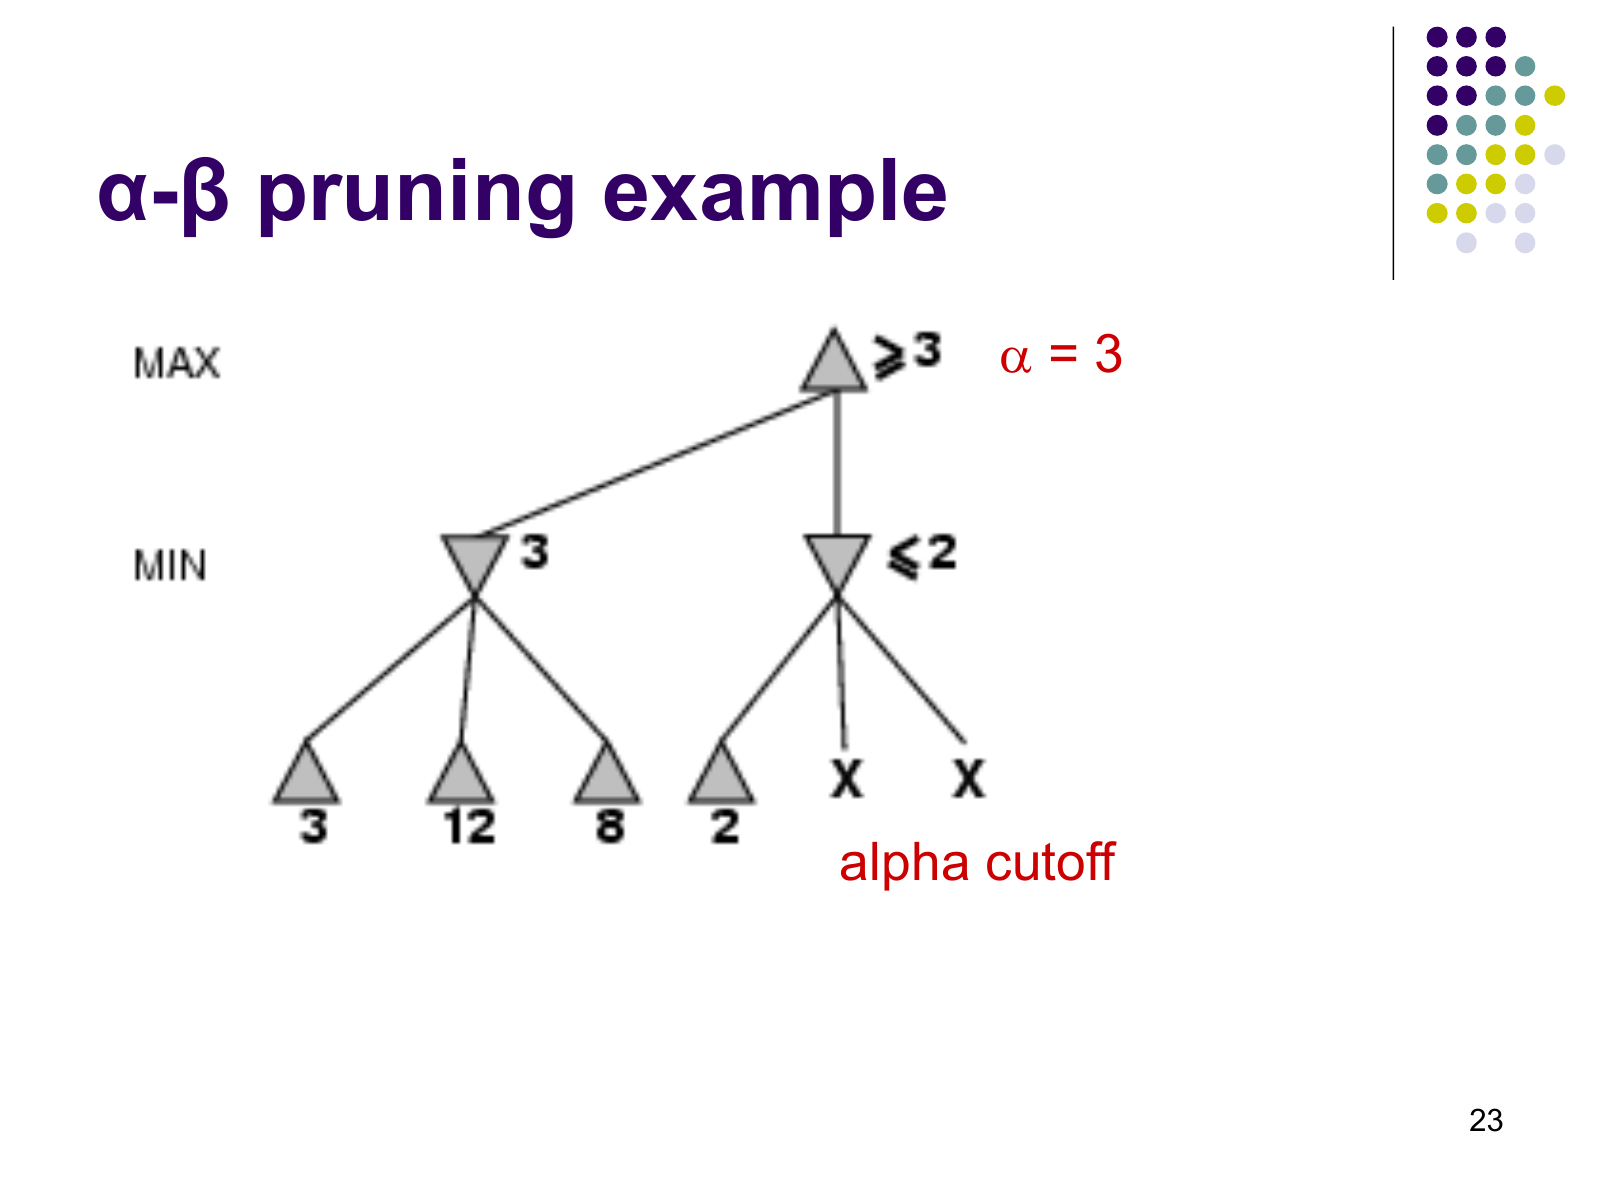 α-β pruning example
MAX
≥3
α = 3
MIN
3
≤2
3 12 8 2 X X
alpha cutoff
23